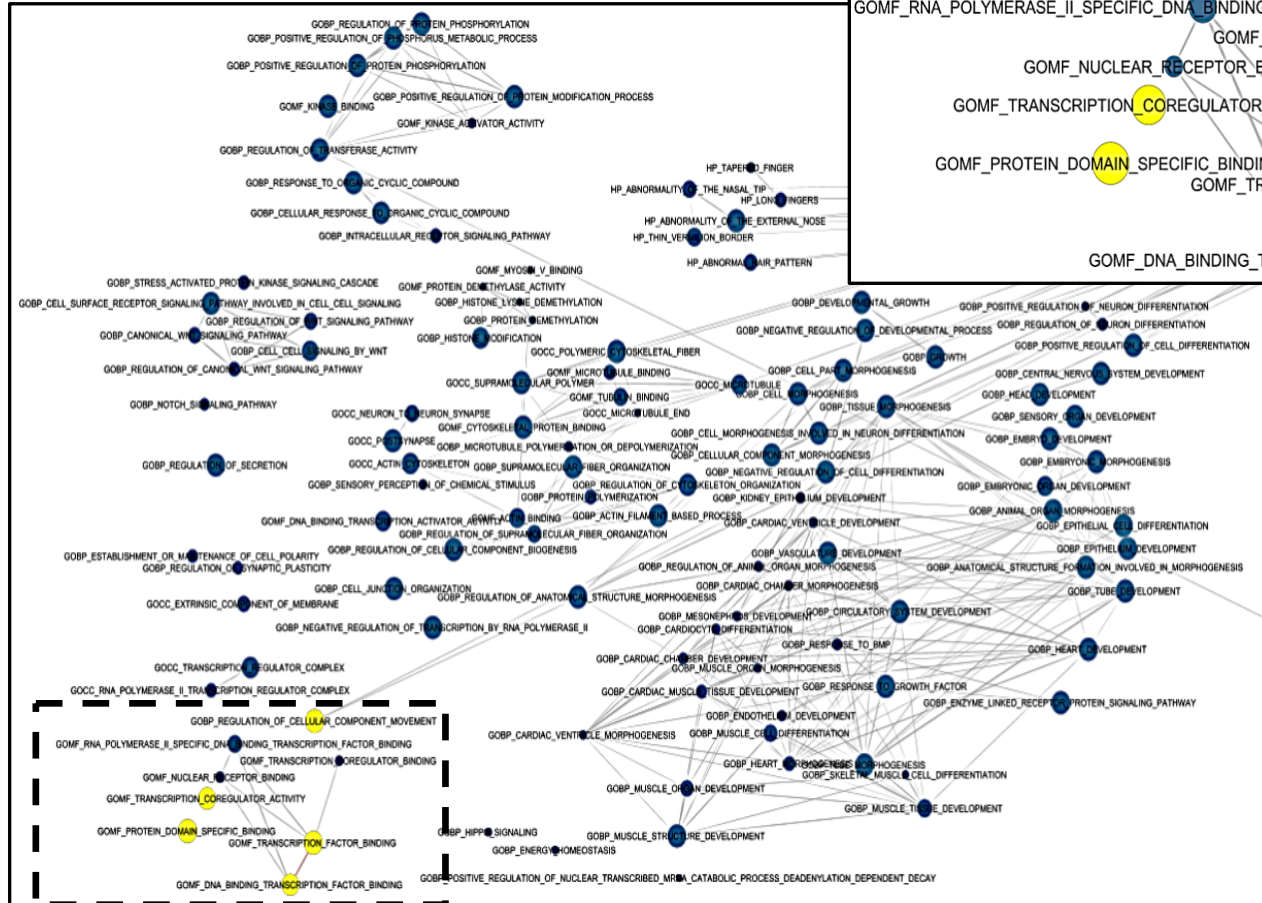 GOBP_REGULATION_OF_PROTEIN_PHOSPHORYLATION
GOBP_POSITIVE_REGULATION_OF_PHOSPHORUS_METABOLIC_PROCESS
GOBP_POSITIVE_REGULATION_OF_PROTEIN_PHOSPHORYLATION
GOBP_POSITIVE_REGULATION_OF_PROTEIN_MODIFICATION_PROCESS
GOMF_KINASE_BINDING
GOMF_KINASE_ACTIVATOR_ACTIVITY
GOBP_REGULATION_OF_TRANSFERASE_ACTIVITY
GOBP_RESPONSE_TO_ORGANIC_CYCLIC_COMPOUND
GOBP_CELLULAR_RESPONSE_TO_ORGANIC_CYCLIC_COMPOUND
GOBP_INTRACELLULAR_RECEPTOR_SIGNALING_PATHWAY
GOMF_RNA_POLYMERASE_II_SPECIFIC_DNA_BINDING
GOMF_
GOMF_NUCLEAR_RECEPTOR_B
GOMF_TRANSCRIPTION_COREGULATOR
GOMF_PROTEIN_DOMAIN_SPECIFIC_BINDIN
GOMF_TR
GOMF_DNA_BINDING_T
HP_TAPERED_FINGER
HP_ABNORMALITY_OF_THE_NASAL_TIP
HP_LONG_FINGERS
HP_ABNORMALITY_OF_THE_EXTERNAL_NOSE
HP_THIN_VERMILION_BORDER
HP_ABNORMAL_HAIR_PATTERN
GOBP_STRESS_ACTIVATED_PROTEIN_KINASE_SIGNALING_CASCADE
GOBP_CELL_SURFACE_RECEPTOR_SIGNALING_PATHWAY_INVOLVED_IN_CELL_CELL_SIGNALING
GOBP_REGULATION_OF_WNT_SIGNALING_PATHWAY
GOBP_CANONICAL_WNT_SIGNALING_PATHWAY
GOBP_CELL_CELL_SIGNALING_BY_WNT
GOBP_REGULATION_OF_CANONICAL_WNT_SIGNALING_PATHWAY
GOBP_NOTCH_SIGNALING_PATHWAY
GOMF_MYOSIN_V_BINDING
GOMF_PROTEIN_DEMETHYLASE_ACTIVITY
GOBP_HISTONE_LYSINE_DEMETHYLATION
GOBP_PROTEIN_DEMETHYLATION
GOBP_HISTONE_MODIFICATION
GOCC_POLYMERIC_CYTOSKELETAL_FIBER
GOMF_MICROTUBULE_BINDING
GOCC_SUPRAMOLECULAR_POLYMER
GOCC_MICROTUBULE
GOMF_TUBULIN_BINDING
GOCC_MICROTUBULE_END
GOCC_NEURON_TO_NEURON_SYNAPSE
GOMF_CYTOSKELETAL_PROTEIN_BINDING
GOCC_POSTSYNAPSE
GOBP_MICROTUBULE_POLYMERIZATION_OR_DEPOLYMERIZATION
GOCC_ACTIN_CYTOSKELETON
GOBP_SUPRAMOLECULAR_FIBER_ORGANIZATION
GOBP_REGULATION_OF_SECRETION
GOBP_SENSORY_PERCEPTION_OF_CHEMICAL_STIMULUS
GOBP_REGULATION_OF_CYTOSKELETON_ORGANIZATION
GOBP_PROTEIN_POLYMERIZATION
GOMF_DNA_BINDING_TRANSCRIPTION_ACTIVATOR_ACTIVITY
GOMF_ACTIN_BINDING
GOBP_ACTIN_FILAMENT_BASED_PROCESS
GOBP_REGULATION_OF_SUPRAMOLECULAR_FIBER_ORGANIZATION
GOBP_REGULATION_OF_CELLULAR_COMPONENT_BIOGENESIS
GOBP_ESTABLISHMENT_OR_MAINTENANCE_OF_CELL_POLARITY
GOBP_REGULATION_OF_SYNAPTIC_PLASTICITY
GOBP_CELL_JUNCTION_ORGANIZATION
GOBP_REGULATION_OF_ANATOMICAL_STRUCTURE_MORPHOGENESIS
GOCC_EXTRINSIC_COMPONENT_OF_MEMBRANE
GOBP_NEGATIVE_REGULATION_OF_TRANSCRIPTION_BY_RNA_POLYMERASE_II
GOBP_DEVELOPMENTAL_GROWTH
GOBP_NEGATIVE_REGULATION_OF_DEVELOPMENTAL_PROCESS
GOBP_GROWTH
GOBP_POSITIVE_REGULATION_OF_NEURON_DIFFERENTIATION
GOBP_REGULATION_OF_NEURON_DIFFERENTIATION
GOBP_POSITIVE_REGULATION_OF_CELL_DIFFERENTIATION
GOBP_CELL_PART_MORPHOGENESIS
GOBP_CENTRAL_NERVOUS_SYSTEM_DEVELOPMENT
GOBP_CELL_MORPHOGENESIS
GOBP_HEAD_DEVELOPMENT
GOBP_TISSUE_MORPHOGENESIS
GOBP_SENSORY_ORGAN_DEVELOPMENT
GOBP_CELL_MORPHOGENESIS_INVOLVED_IN_NEURON_DIFFERENTIATION
GOBP_EMBRYO_DEVELOPMENT
GOBP_CELLULAR_COMPONENT_MORPHOGENESIS
GOBP_EMBRYONIC_MORPHOGENESIS
GOBP_NEGATIVE_REGULATION_OF_CELL_DIFFERENTIATION
GOBP_EMBRYONIC_ORGAN_DEVELOPMENT
GOBP_KIDNEY_EPITHELIUM_DEVELOPMENT
GOBP_ANIMAL_ORGAN_MORPHOGENESIS
GOBP_CARDIAC_VENTRICLE_DEVELOPMENT
GOBP_EPITHELIAL_CELL_DIFFERENTIATION
GOBP_VASCULATURE_DEVELOPMENT
GOBP_EPITHELIUM_DEVELOPMENT
GOBP_REGULATION_OF_ANIMAL_ORGAN_MORPHOGENESIS
GOBP_ANATOMICAL_STRUCTURE_FORMATION_INVOLVED_IN_MORPHOGENESIS
GOBP_CARDIAC_CHAMBER_MORPHOGENESIS
GOBP_TUBE_DEVELOPMENT
GOBP_MESONEPHROS_DEVELOPMENT
GOBP_CIRCULATORY_SYSTEM_DEVELOPMENT
GOBP_CARDIOCYTE_DIFFERENTIATION
GOBP_RESPONSE_TO_BMP
GOBP_HEART_DEVELOPMENT
GOBP_CARDIAC_CHAMBER_DEVELOPMENT
GOBP_MUSCLE_ORGAN_MORPHOGENESIS
GOBP_CARDIAC_MUSCLE_TISSUE_DEVELOPMENT
GOBP_RESPONSE_TO_GROWTH_FACTOR
GOBP_ENZYME_LINKED_RECEPTOR_PROTEIN_SIGNALING_PATHWAY
GOBP_ENDOTHELIUM_DEVELOPMENT
GOBP_CARDIAC_VENTRICLE_MORPHOGENESIS
GOBP_MUSCLE_CELL_DIFFERENTIATION
GOBP_HEART_MORPHOGENESIS
GOBP_TUBE_MORPHOGENESIS
GOBP_SKELETAL_MUSCLE_CELL_DIFFERENTIATION
GOBP_MUSCLE_ORGAN_DEVELOPMENT
GOBP_MUSCLE_TISSUE_DEVELOPMENT
GOBP_MUSCLE_STRUCTURE_DEVELOPMENT
GOCC_TRANSCRIPTION_REGULATOR_COMPLEX
GOCC_RNA_POLYMERASE_II_TRANSCRIPTION_REGULATOR_COMPLEX
GOBP_REGULATION_OF_CELLULAR_COMPONENT_MOVEMENT
GOMF_RNA_POLYMERASE_II_SPECIFIC_DNA_BINDING_TRANSCRIPTION_FACTOR_BINDING
GOMF_TRANSCRIPTION_COREGULATOR_BINDING
GOMF_NUCLEAR_RECEPTOR_BINDING
GOMF_TRANSCRIPTION_COREGULATOR_ACTIVITY
GOMF_PROTEIN_DOMAIN_SPECIFIC_BINDING
GOMF_TRANSCRIPTION_FACTOR_BINDING
GOMF_DNA_BINDING_TRANSCRIPTION_FACTOR_BINDING
GOBP_HIPPO_SIGNALING
GOBP_ENERGY_HOMEOSTASIS
GOBP_POSITIVE_REGULATION_OF_NUCLEAR_TRANSCRIBED_MRNA_CATABOLIC_PROCESS_DEADENYLATION_DEPENDENT_DECAY